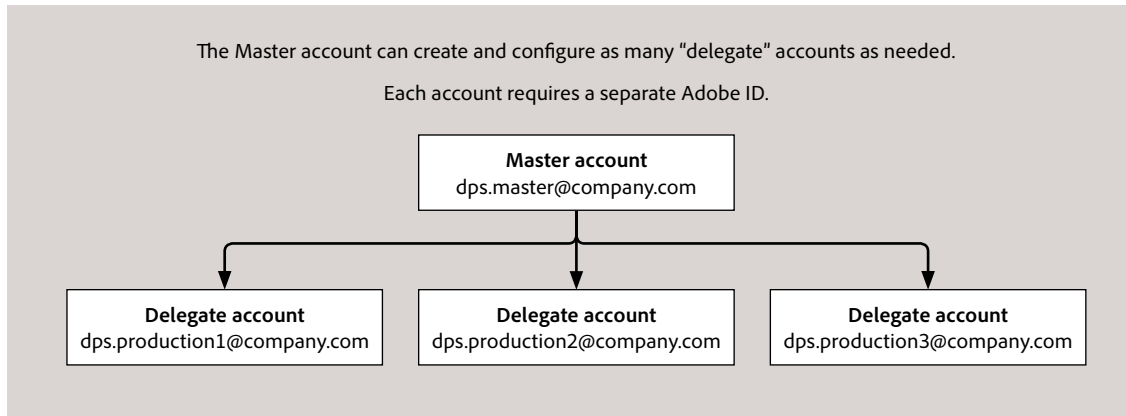 The Master account can create and configure as many “delegate” accounts as needed.
Each account requires a separate Adobe ID.
Master account
dps.master@company.com
Delegate account
dps.production1@company.com
Delegate account
dps.production2@company.com
Delegate account
dps.production3@company.com